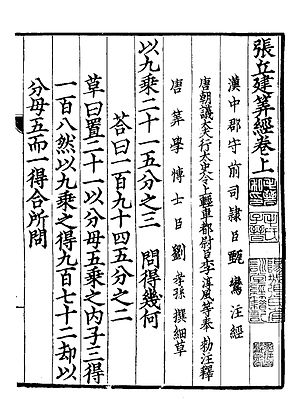 張丘建筭經卷上
漢中郡守前司隷臣甄鸞注經
唐朝議大夫行太史令上輕車都尉臣李淳風等奉勑注釋
唐筭學博士臣劉孝孫撰細草
以九乗二十一五分之三　問得幾何
荅曰一百九十四五分之二
草曰置二十一以分母五乗之内子三得
一百八然以九乗之得九百七十二却以
分母五而一得合所問